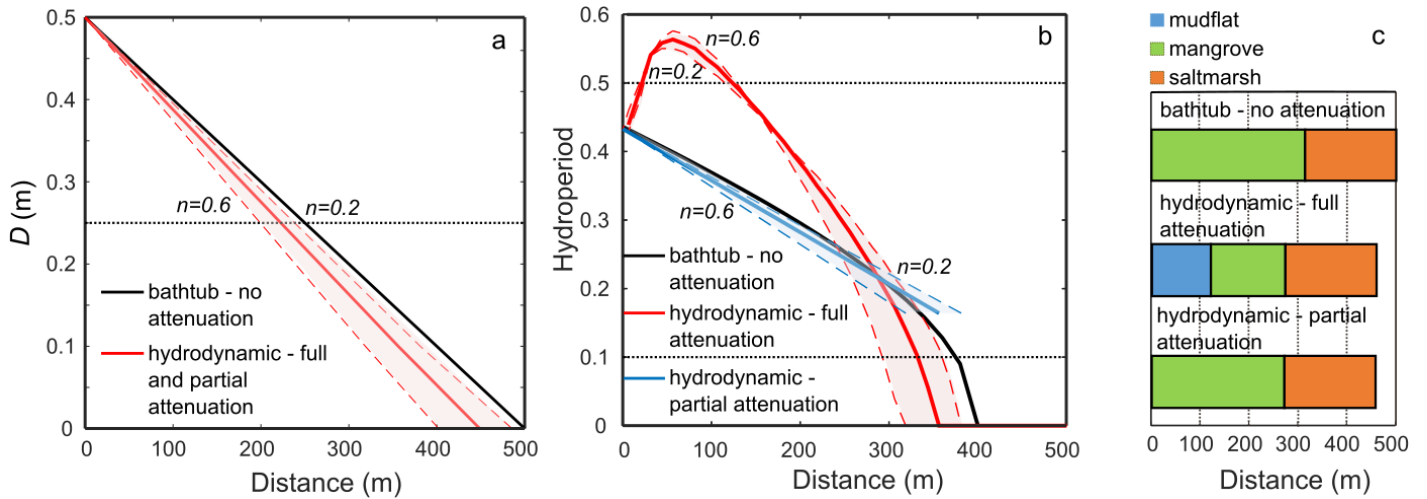 a
0.5
0.4
0.3
0.2
0.1
0
D (m)
n=0.6
n=0.2
bathtub - no
attenuation
hydrodynamic - full
and partial
attenuation
0
100
200
300
400
500
Distance (m)
b
0.6
0.5
0.4
0.3
0.2
0.1
0
Hydroperiod
n=0.6
n=0.2
n=0.6
n=0.2
bathtub - no
attenuation
hydrodynamic - full
attenuation
hydrodynamic -
partial attenuation
0
100
200
300
400
500
Distance (m)
mudflat
c
mangrove
saltmarsh
bathtub - no attenuation
hydrodynamic - full
attenuation
hydrodynamic - partial
attenuation
0
100
200
300
400
500
Distance (m)